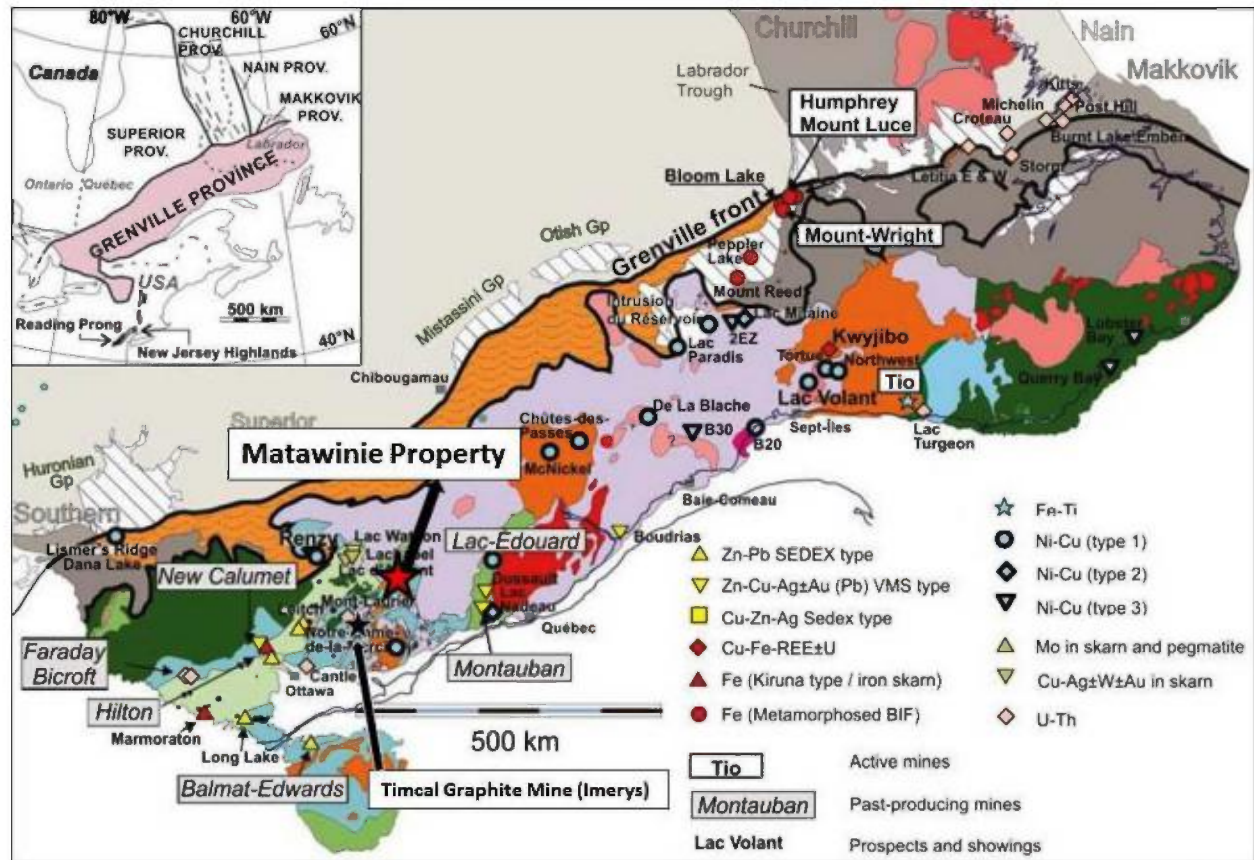 80°W
60°W
60°N
CHURCHILL
PROV.
Canada
NAIN PROV.
MAKKOVIK
PROV.
SUPERIOR
PROV.
Labrador
Ontario
Québec
GRENVILLE PROVINCE
USA
500 km
Reading Prong
40°N
New Jersey
Highlands
Churchill
Nain
Makkovik
Labrador
Trough
Kitts
Michelin
Post Hill
Croteau
Burnt Lake
Letitia E & W
Humphrey
Mount Luce
Bloom Lake
Mount-Wright
Grenville front
Otish Gp
Mistassini Gp
Peppler
Lake
Mount Reed
Intrusion
du Réservoir
2EZ
Lac
Paradis
Chibougamau
Kwyjibo
Tortue
Northwest
Lac Volant
Tio
Lobster
Bay
Querry Bay
Sept-Îles
Lac
Turgeon
De La Blache
B30
B20
?
Chûtes-des-
Passes
McNickel
Baie-Comeau
Superior
Matawinie Property
Huronian
Gp
Southern
Lismer's Ridge
Dana Lake
Renzy
New Calumet
Lac-Edouard
Boudrias
Dussault
Lac
Nadeau
Québec
Mont-Laurier
Notre-Dame-
Montauban
Faraday
Bicroft
Hilton
Cantley
Ottawa
Marmoraton
Long Lake
Balmat-Edwards
500 km
Timcal Graphite Mine (Imerys)
Zn-Pb SEDEX type
Zn-Cu-Ag±Au (Pb) VMS type
Cu-Zn-Ag Sedex type
Cu-Fe-REE±U
Fe (Kiruna type / iron skarn)
Fe (Metamorphosed BIF)
Fe-Ti
Ni-Cu (type 1)
Ni-Cu (type 2)
Ni-Cu (type 3)
Mo in skarn and pegmatite
Cu-Ag±W±Au in skarn
U-Th
Tio
Active mines
Montauban
Past-producing mines
Lac Volant
Prospects and showings